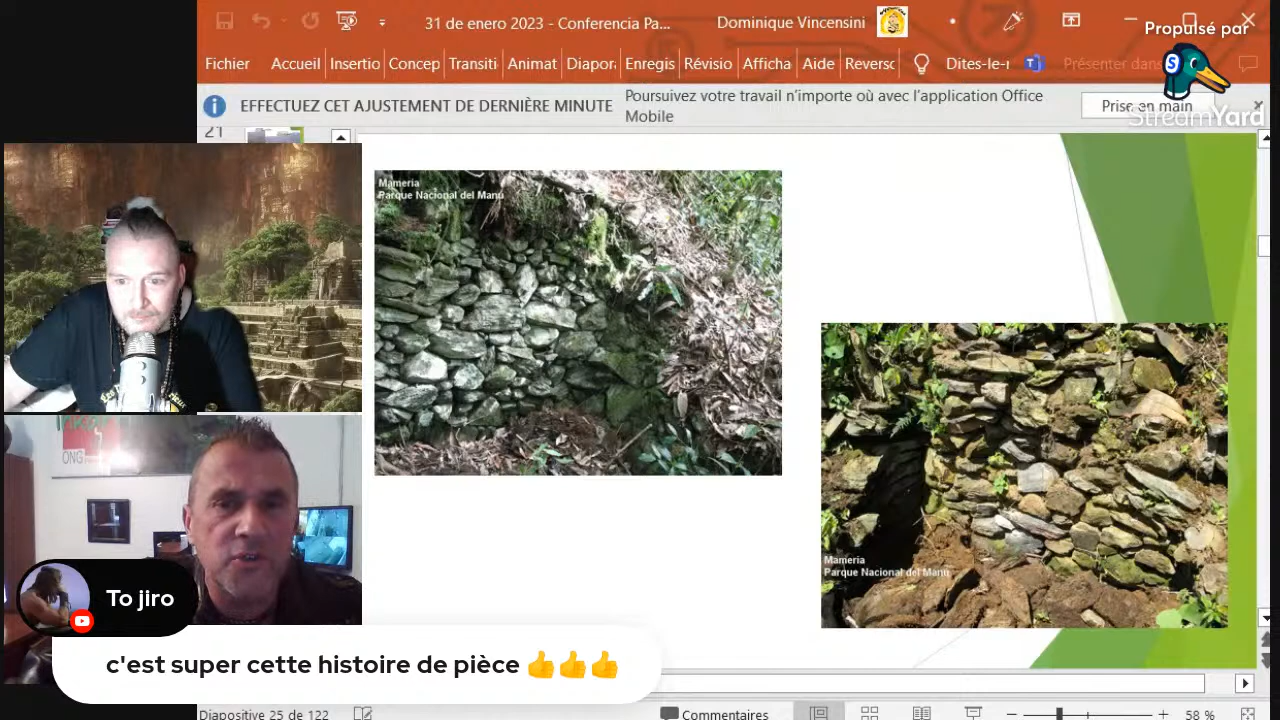 31 de enero 2023 - Conferencia Pa...
Dominique Vincensini
Propulsé par
StreamYard
Fichier
Accueil
Insertio
Concep
Transiti
Animat
Diapora
Enregis
Révisio
Afficha
Aide
Reverso
Dites-le-r
Présenter dans
EFFECTUEZ CET AJUSTEMENT DE DERNIÈRE MINUTE
Poursuivez votre travail n'importe où avec l'application Office
Mobile
Prise en main
21
Mameria
Parque Nacional del Manu
Mameria
Parque Nacional del Manu
ONG
To jiro
c'est super cette histoire de pièce 👍👍👍
Diapositive 25 de 122
Commentaires
58 %